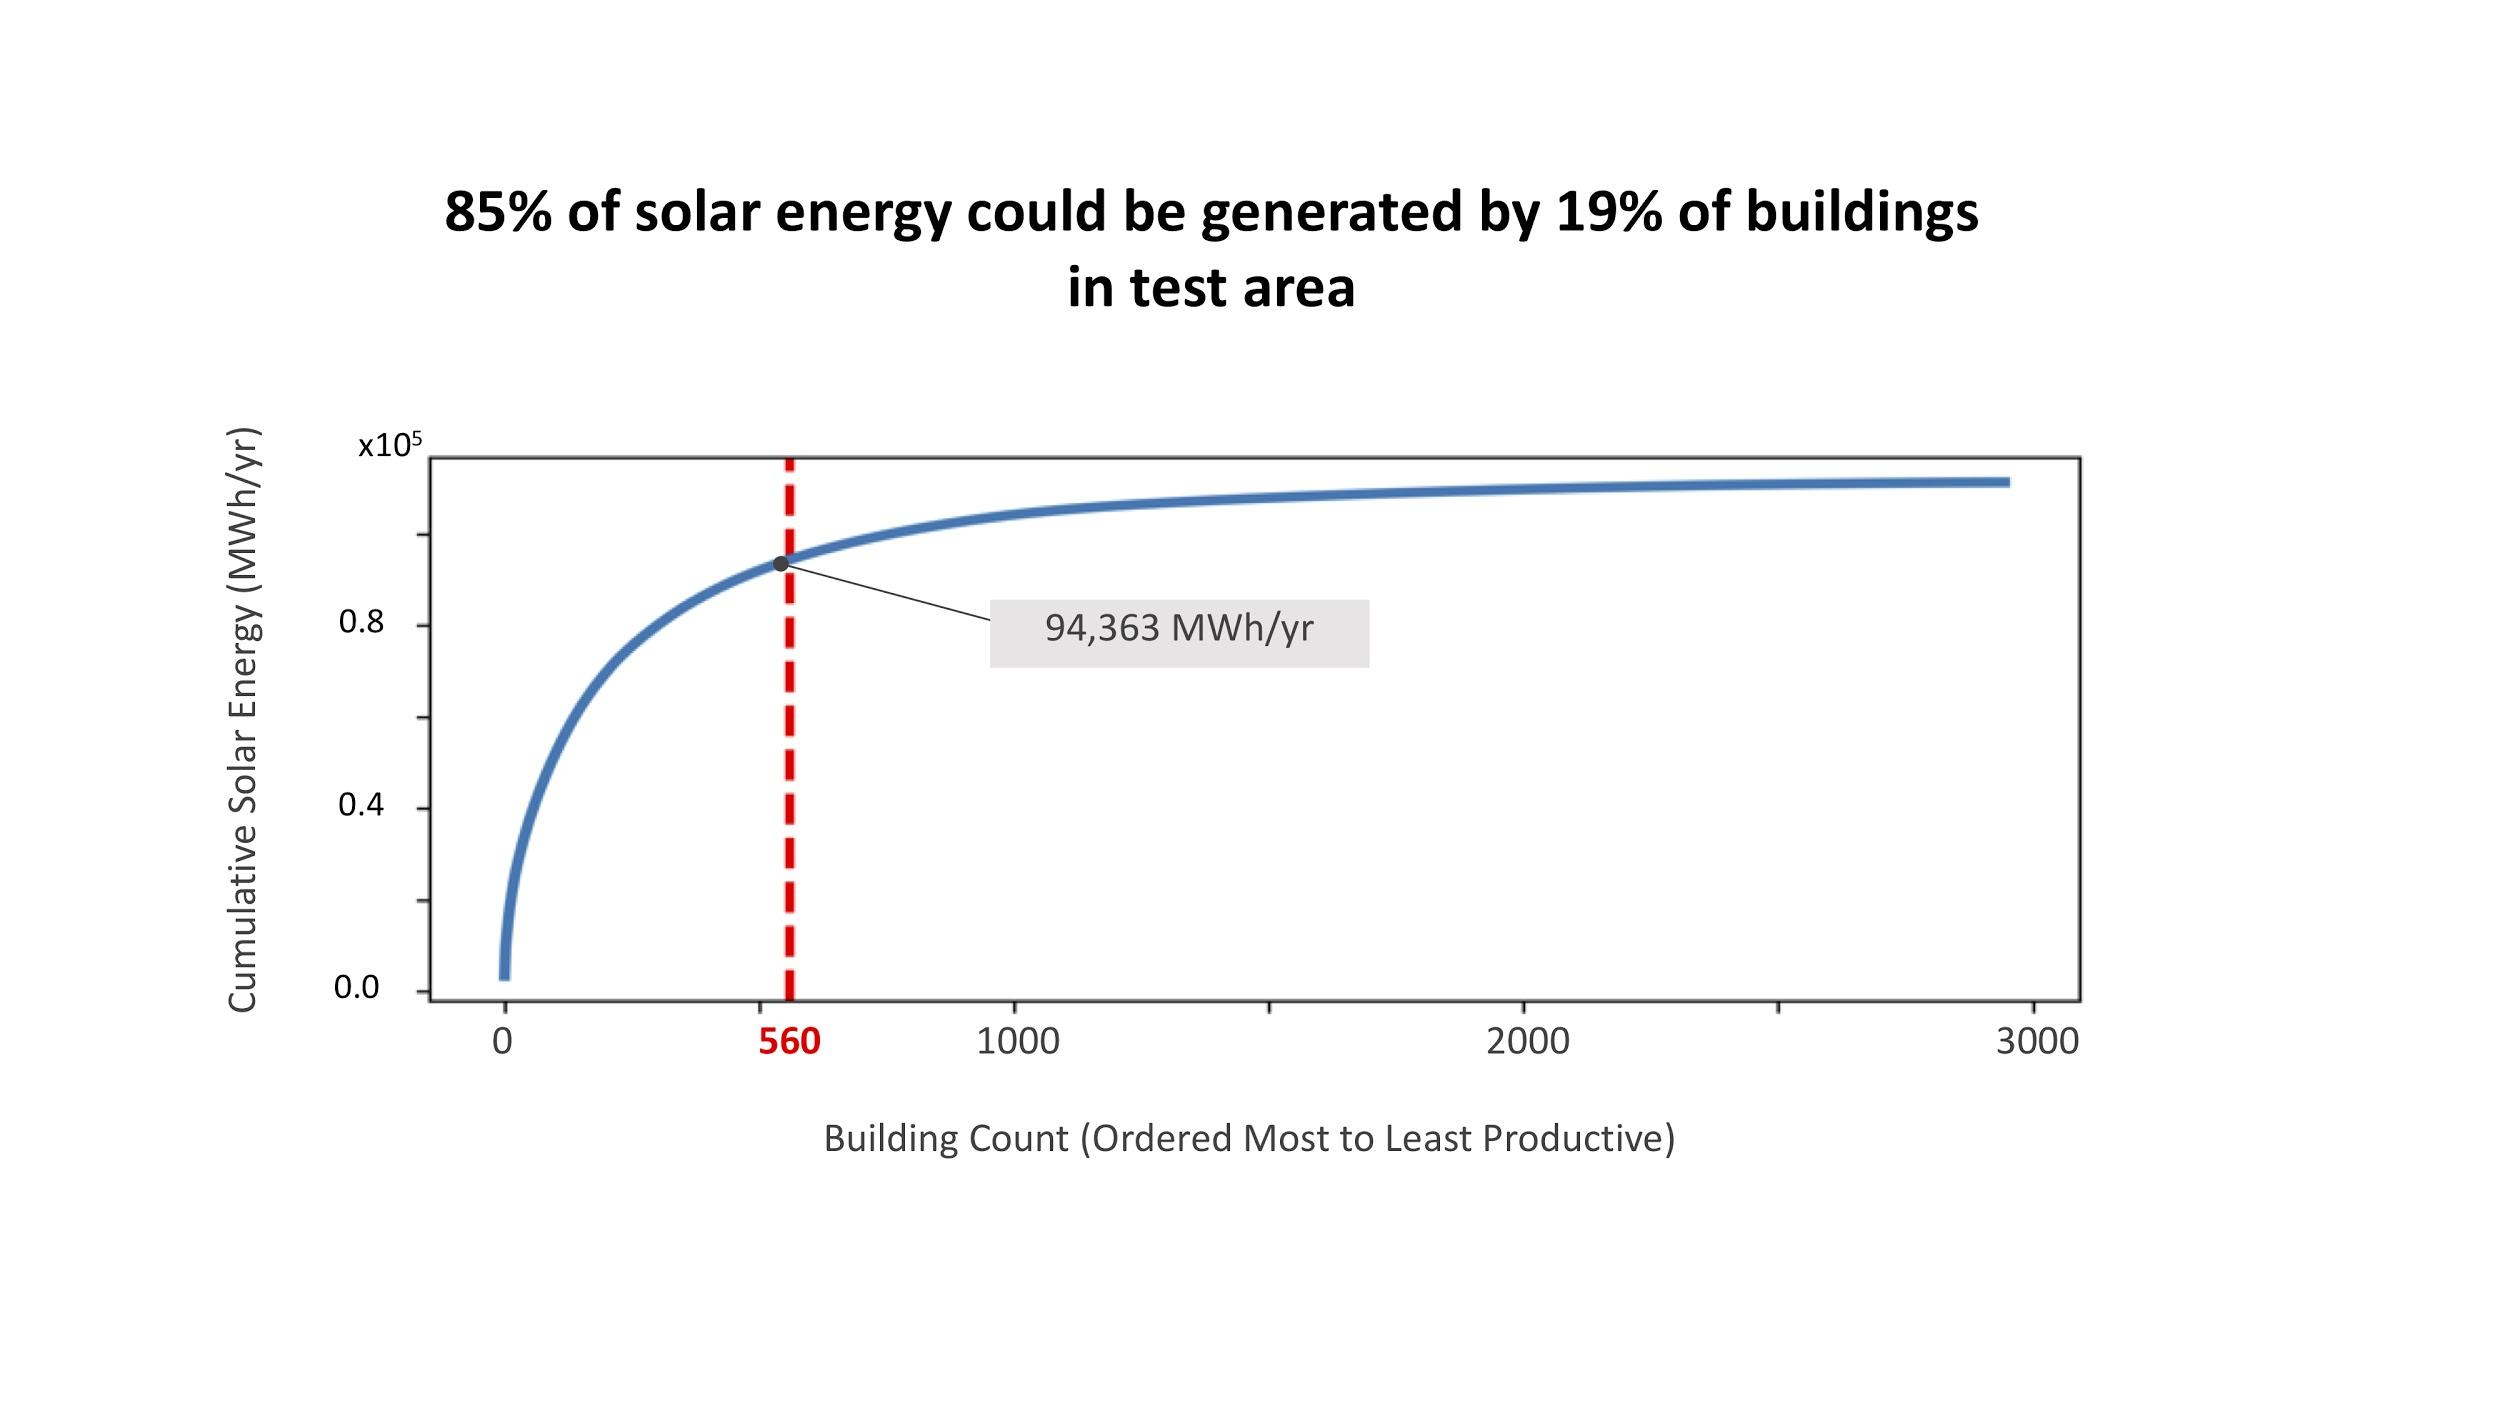 85% of solar energy could be generated by 19% of buildings
in test area
x10⁵
Cumulative Solar Energy (MWh/yr)
0.8
0.4
0.0
94,363 MWh/yr
0
560
1000
2000
3000
Building Count (Ordered Most to Least Productive)